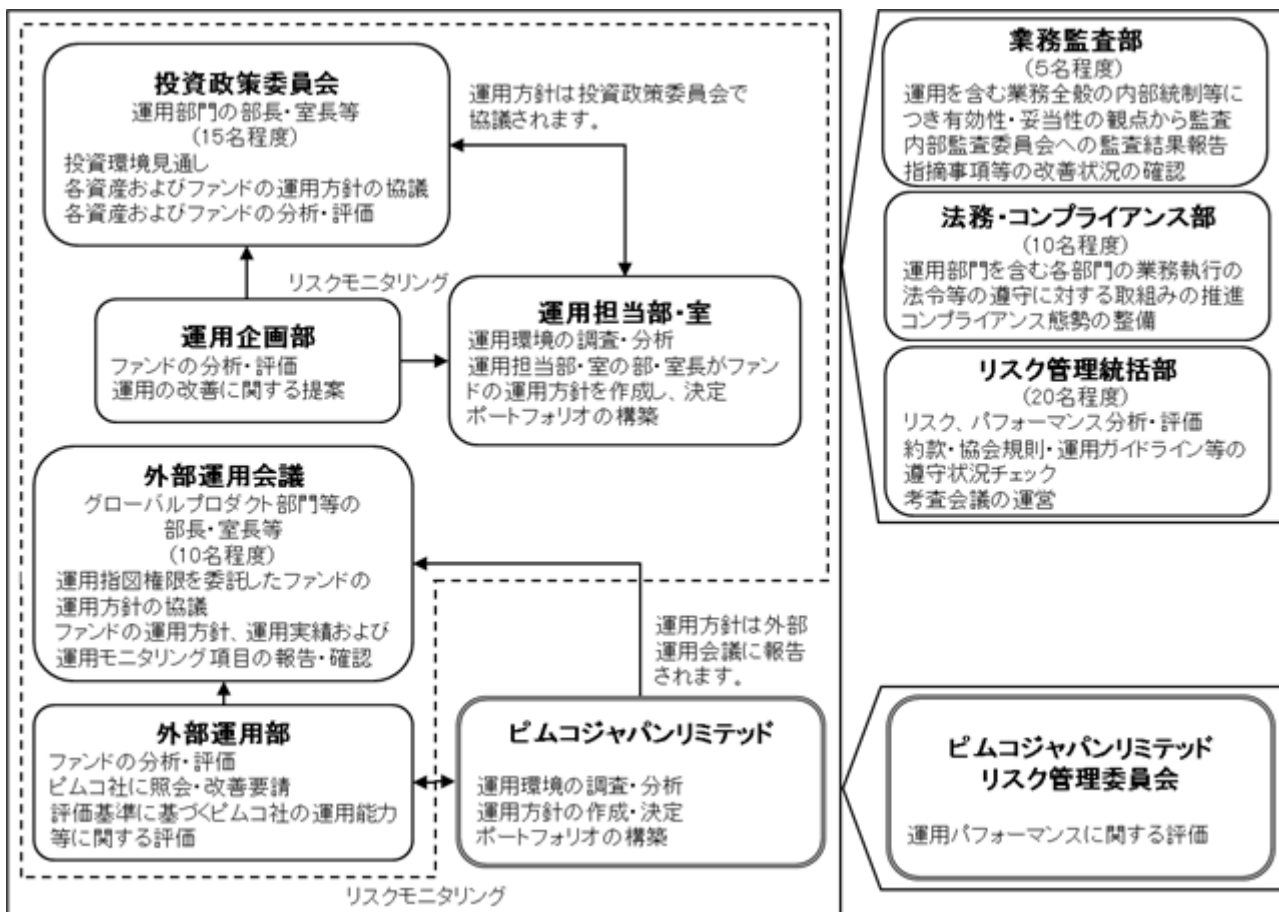 投資政策委員会
運用部門の部長・室長等
(15名程度)
投資環境見通し
各資産およびファンドの運用方針の協議
各資産およびファンドの分析・評価
運用方針は投資政策委員会で
協議されます。
リスクモニタリング
運用企画部
ファンドの分析・評価
運用の改善に関する提案
運用担当部・室
運用環境の調査・分析
運用担当部・室の部・室長がファン
ドの運用方針を作成し、決定
ポートフォリオの構築
外部運用会議
グローバルプロダクト部門等の
部長・室長等
(10名程度)
運用指図権限を委託したファンドの
運用方針の協議
ファンドの運用方針、運用実績および
運用モニタリング項目の報告・確認
運用方針は外部
運用会議に報告
されます。
外部運用部
ファンドの分析・評価
ピムコ社に照会・改善要請
評価基準に基づくピムコ社の運用能力
等に関する評価
ピムコジャパンリミテッド
運用環境の調査・分析
運用方針の作成・決定
ポートフォリオの構築
リスクモニタリング
業務監査部
(5名程度)
運用を含む業務全般の内部統制等に
つき有効性・妥当性の観点から監査
内部監査委員会への監査結果報告
指摘事項等の改善状況の確認
法務・コンプライアンス部
(10名程度)
運用部門を含む各部門の業務執行の
法令等の遵守に対する取組みの推進
コンプライアンス態勢の整備
リスク管理統括部
(20名程度)
リスク、パフォーマンス分析・評価
約款・協会規則・運用ガイドライン等の
遵守状況チェック
考査会議の運営
ピムコジャパンリミテッド
リスク管理委員会
運用パフォーマンスに関する評価